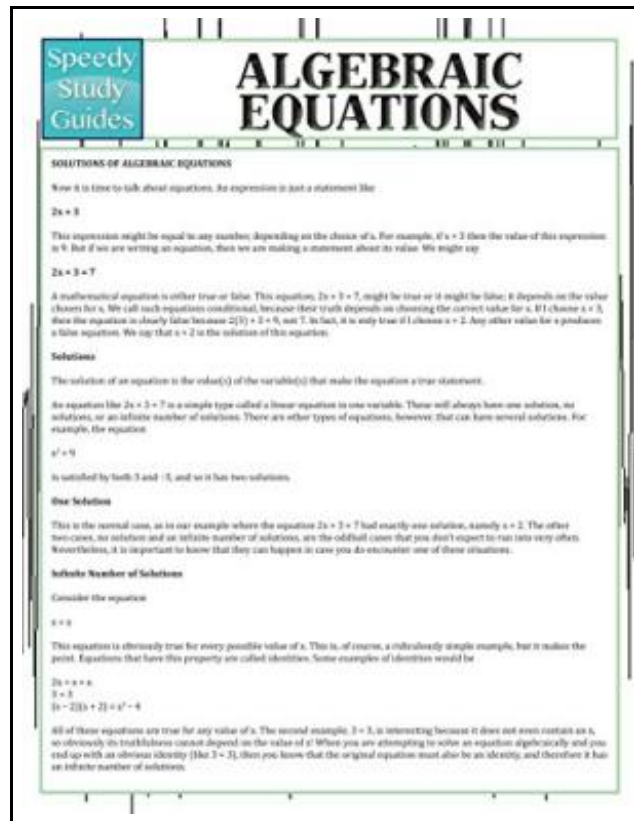 Speedy
Study
Guides
ALGEBRAIC
EQUATIONS
SOLUTIONS OF ALGEBRAIC EQUATIONS
Now it is time to talk about equations. An expression is just a statement like
2x + 3
This expression might be equal to any number, depending on the choice of x. For example, if x = 3 then the value of this expression
is 9. But if we are writing an equation, then we are making a statement about its value. We might say
2x + 3 = 7
A mathematical equation is either true or false. This equation, 2x + 3 = 7, might be true or it might be false; it depends on the value
chosen for x. We call such equations conditional, because their truth depends on choosing the correct value for x. If I choose x = 3,
then the equation is clearly false because 2(3) + 3 = 9, not 7. In fact, it is only true if I choose x = 2. Any other value for x produces
a false equation. We say that x = 2 is the solution of this equation.
Solutions
The solution of an equation is the value(s) of the variable(s) that make the equation a true statement.
An equation like 2x + 3 = 7 is a simple type called a linear equation in one variable. These will always have one solution, no
solutions, or an infinite number of solutions. There are other types of equations, however, that can have several solutions. For
example, the equation
x² = 9
is satisfied by both 3 and -3, and so it has two solutions.
One Solution
This is the normal case, as in our example where the equation 2x + 3 = 7 had exactly one solution, namely x = 2. The other
two cases, no solution and an infinite number of solutions, are the oddball cases that you don't expect to run into very often.
Nevertheless, it is important to know that they can happen in case you do encounter one of these situations.
Infinite Number of Solutions
Consider the equation
x = x
This equation is obviously true for every possible value of x. This is, of course, a ridiculously simple example, but it makes the
point. Equations that have this property are called identities. Some examples of identities would be
2x = x + x
3 = 3
(x – 2)(x + 2) = x² – 4
All of these equations are true for any value of x. The second example, 3 = 3, is interesting because it does not even contain an x,
so obviously its truthfulness cannot depend on the value of x! When you are attempting to solve an equation algebraically and you
end up with an obvious identity (like 3 = 3), then you know that the original equation must also be an identity, and therefore it has
an infinite number of solutions.